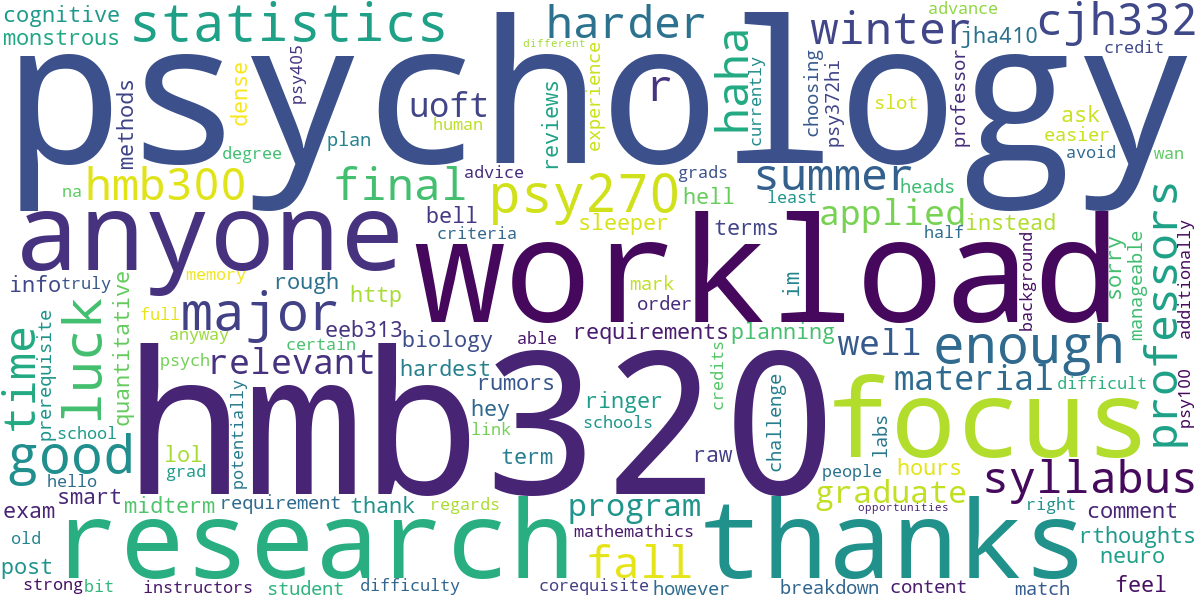 cognitive
monstrous
statistics
harder
winter
advance
jha410
cjh332
credit
psychology
different
psy405
dense
methods
uoft
human
r
reviews
experience
haha
currently
choosing
psy372hi
slot
professor
ask
easier
avoid
wan
degree
plan
na
hmb300
final
advice
psy270
grads
hell
sleeper
summer
least
heads
applied
half
instead
anyone
bell
criteria
terms
workload
background
sorry
manageable
professors
additionally
info
truly
memory
rough
http
full
major
mark
order
im
anyway
certain
eeb313
biology
able
requirements
planning
luck
quantitative
time
prerequisite
psych
relevant
hardest
rumors
well
enough
material
difficult
psy100
good
school
hello
lol
grad
potentially
hmb320
hey
link
ringer
schools
term
credits
challenge
raw
focus
people
labs
hours
graduate
syllabus
smart
exam
midterm
requirement
thank
regards
program
mathemathics
opportunities
right
comment
old
post
research
thanks
fall
rthoughts
neuro
strong
bit
instructors
student
difficulty
corequisite
however
breakdown
content
match
feel